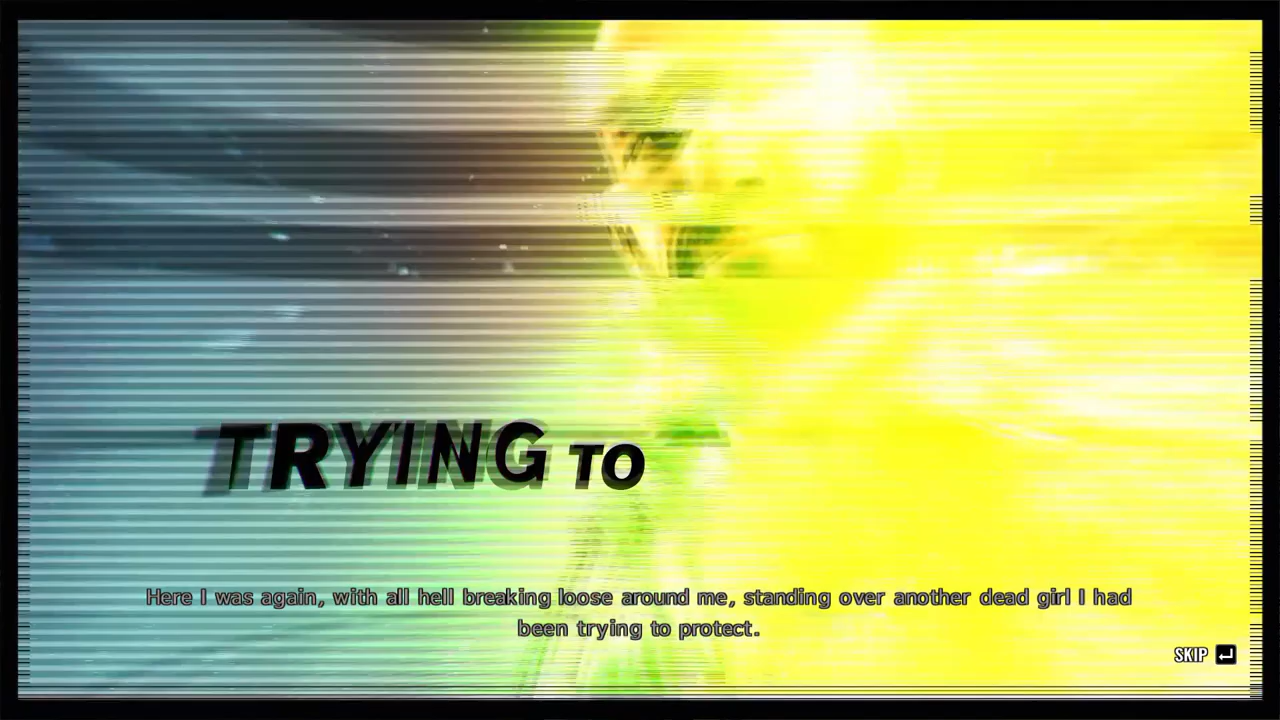 TRYING TO
Here I was again, with all hell breaking loose around me, standing over another dead girl I had
been trying to protect.
SKIP